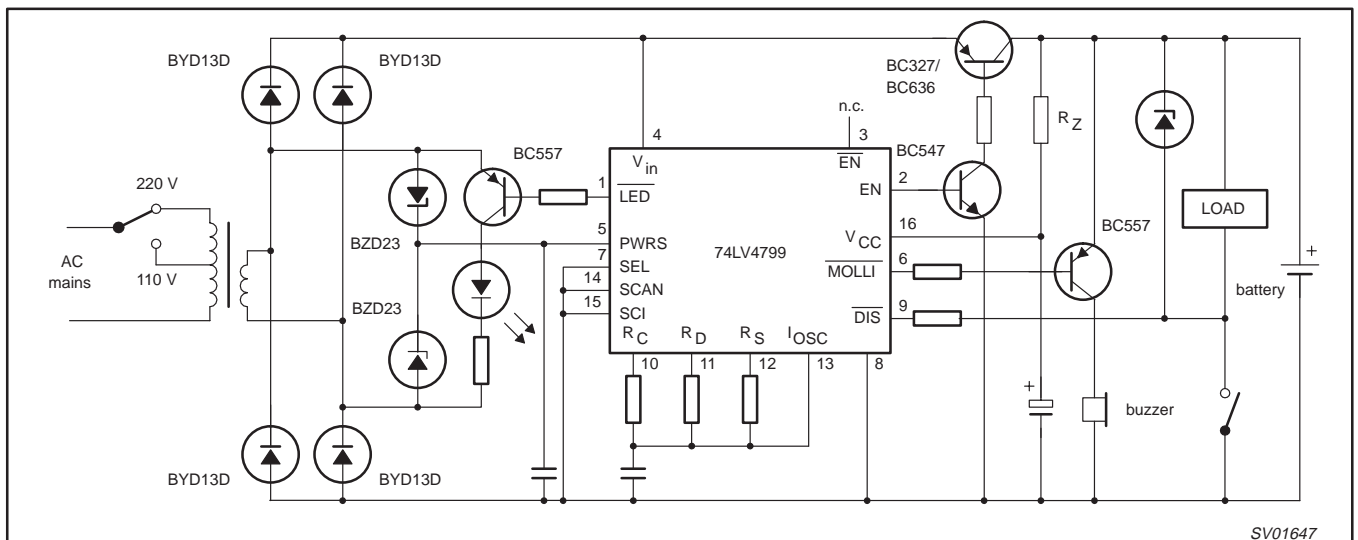 BYD13D
BYD13D
BC327/
BC636
n.c.
R Z
4
3
BC557
BC547
V in
EN
220 V
1
LED
EN
2
LOAD
BZD23
5
PWRS
74LV4799
V CC
16
BC557
AC
mains
7
SEL
MOLLI
6
110 V
14
SCAN
+
battery
BZD23
15
SCI
DIS
9
R C
R D
R S
I OSC
10
11
12
13
8
+
buzzer
BYD13D
BYD13D
SV01647